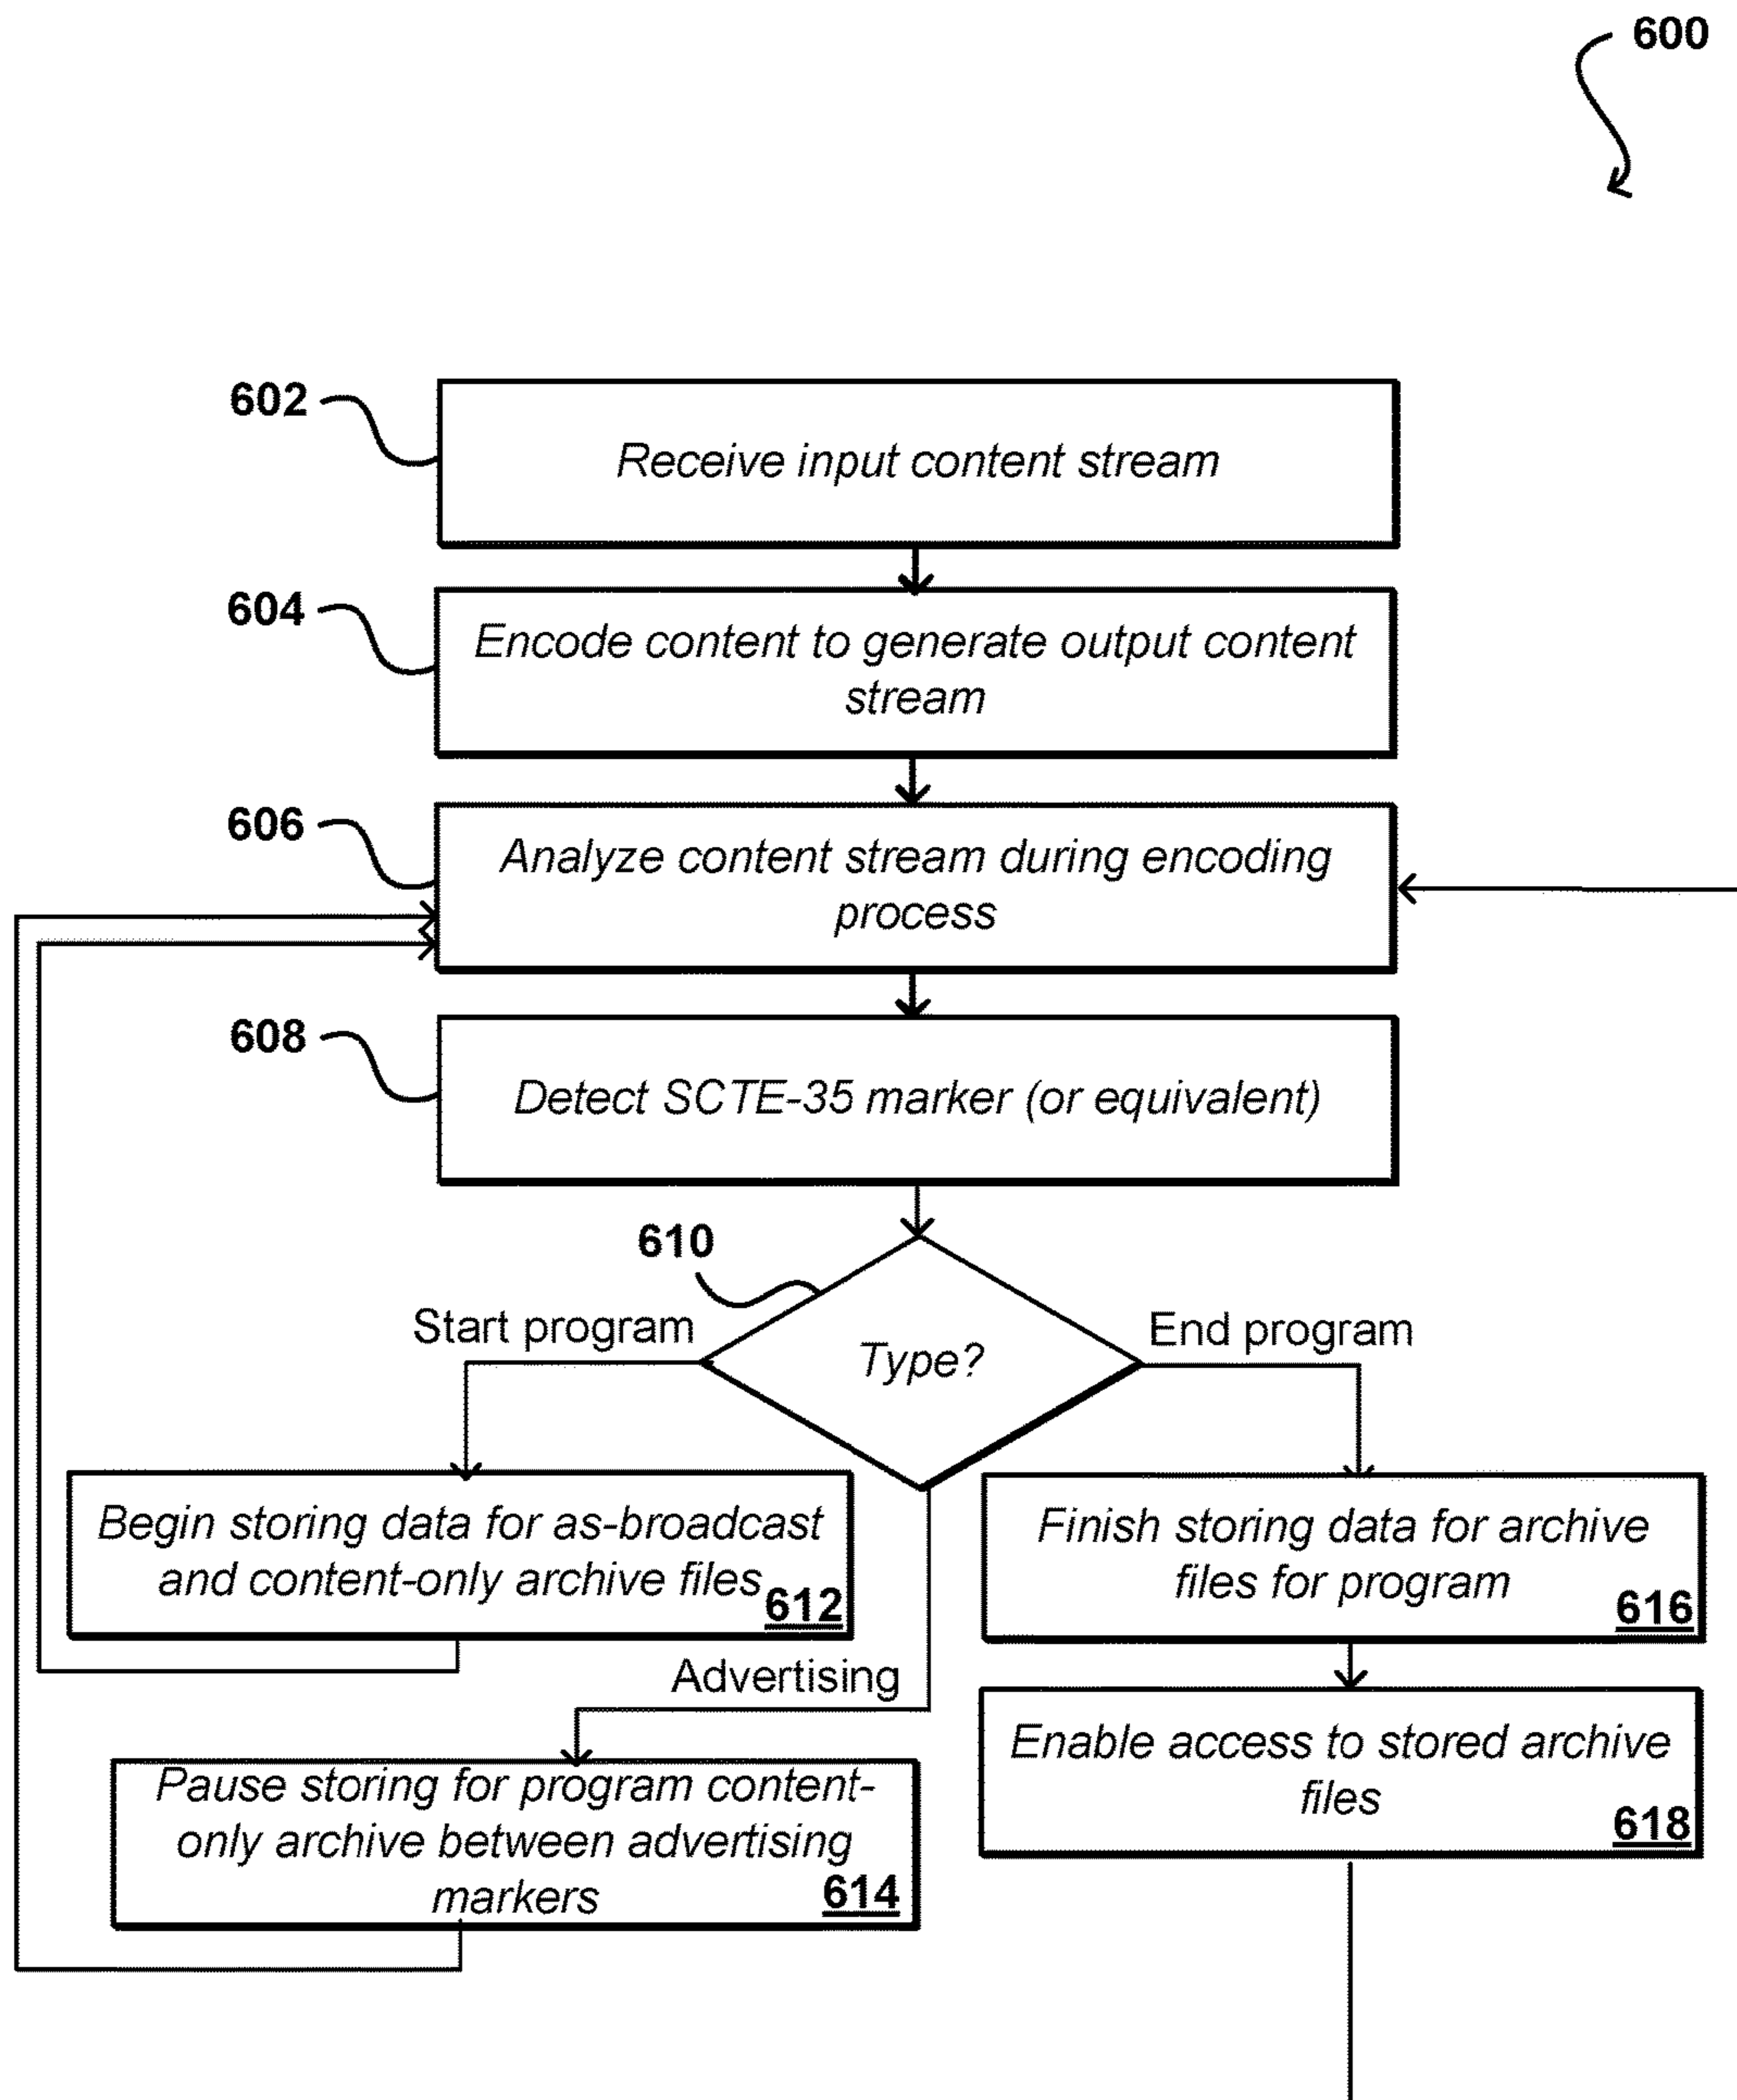 600
602
Receive input content stream
604
Encode content to generate output content
stream
606
Analyze content stream during encoding
process
608
Detect SCTE-35 marker (or equivalent)
610
Start program
Type?
End program
Begin storing data for as-broadcast
and content-only archive files
612
Finish storing data for archive
files for program
616
Advertising
Pause storing for program content-
only archive between advertising
markers
614
Enable access to stored archive
files
618